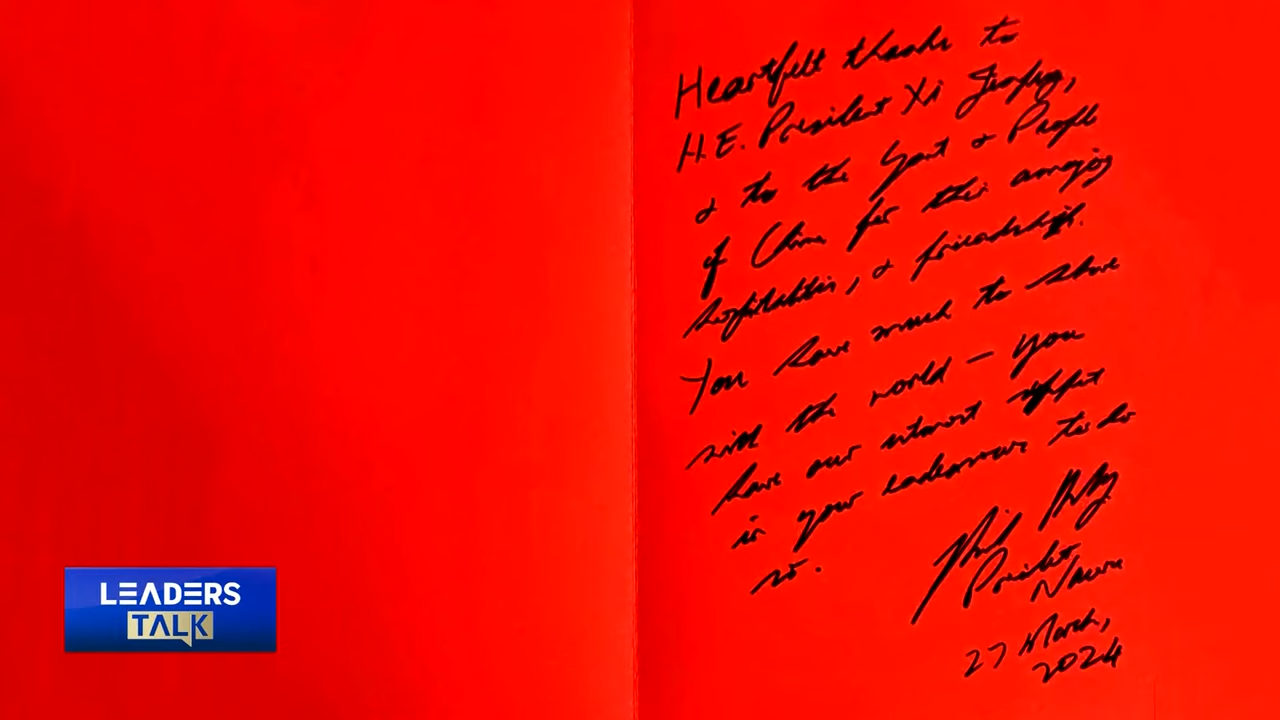 Heartfelt thanks to
H.E. President Xi Jinping,
& to the Govt & People
of China for this amazing
hospitalities, & friendship.
You have much to share
with the world — you
have our utmost support
in your endeavours to do
so.
President
Nauru
27 March,
2024
LEADERS
TALK